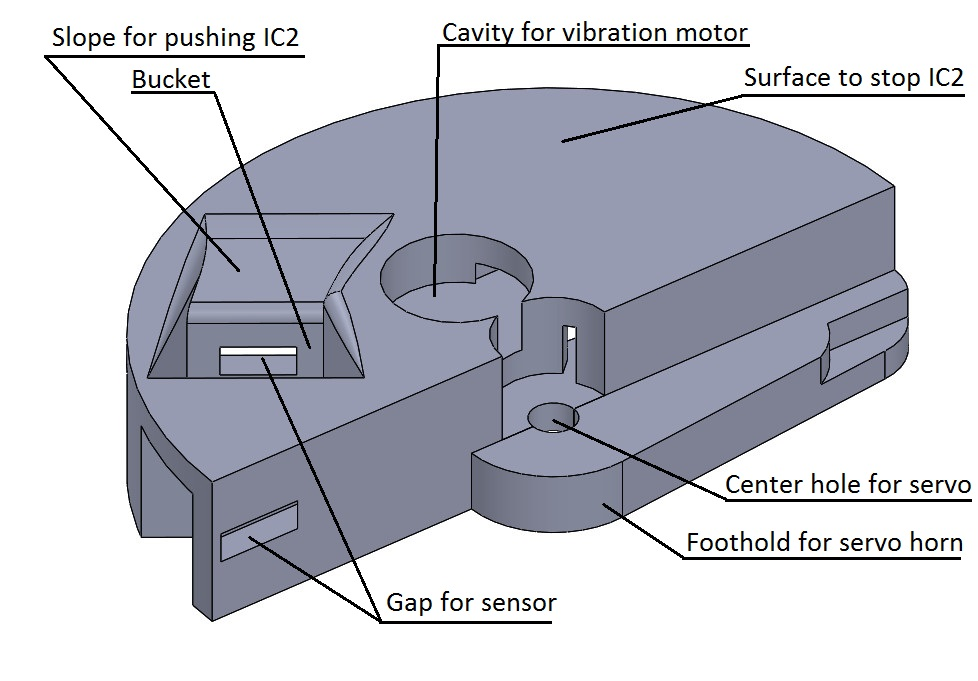 Cavity for vibration motor
Slope for pushing IC2
Bucket
Surface to stop IC2
Center hole for servo
Foothold for servo horn
Gap for sensor